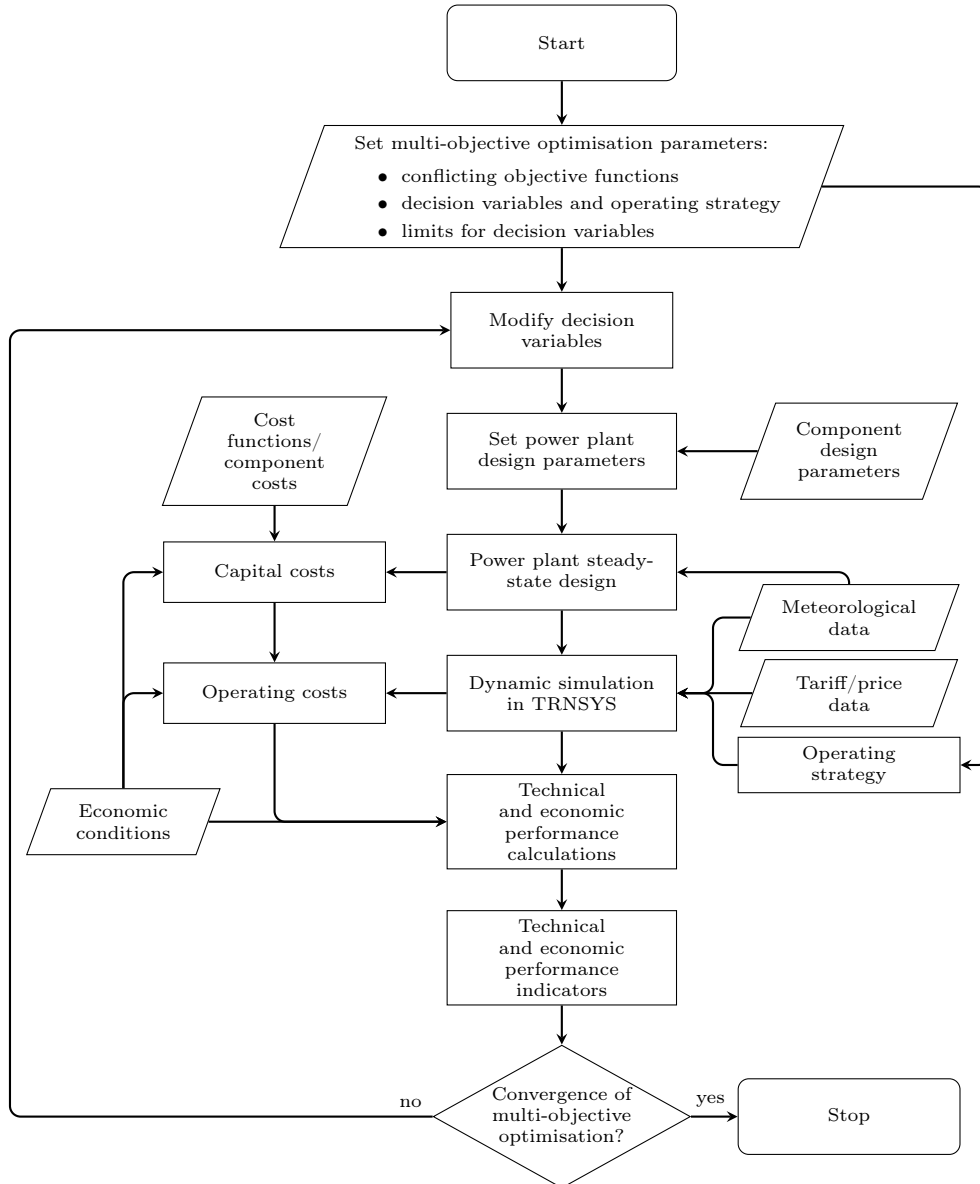 Start
Set multi-objective optimisation parameters:
• conflicting objective functions
• decision variables and operating strategy
• limits for decision variables
Modify decision
variables
Cost
functions/
component
costs
Set power plant
design parameters
Component
design
parameters
Capital costs
Power plant steady-
state design
Meteorological
data
Operating costs
Dynamic simulation
in TRNSYS
Tariff/price
data
Operating
strategy
Economic
conditions
Technical
and economic
performance
calculations
Technical
and economic
performance
indicators
no
Convergence of
multi-objective
optimisation?
yes
Stop